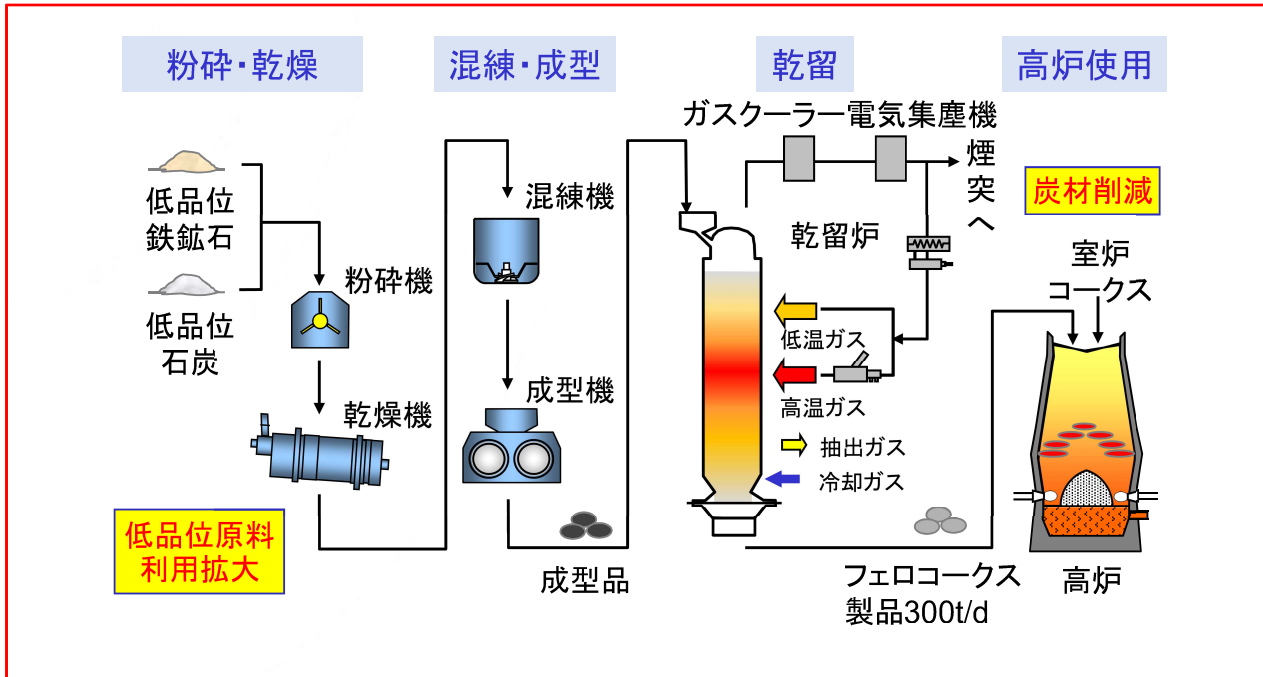 粉砕・乾燥
混練・成型
乾留
高炉使用
低品位
鉄鉱石
低品位
石炭
粉砕機
乾燥機
低品位原料
利用拡大
混練機
成型機
成型品
ガスクーラー電気集塵機
煙突へ
乾留炉
低温ガス
高温ガス
抽出ガス
冷却ガス
フェロコークス
製品300t/d
炭材削減
室炉
コークス
高炉